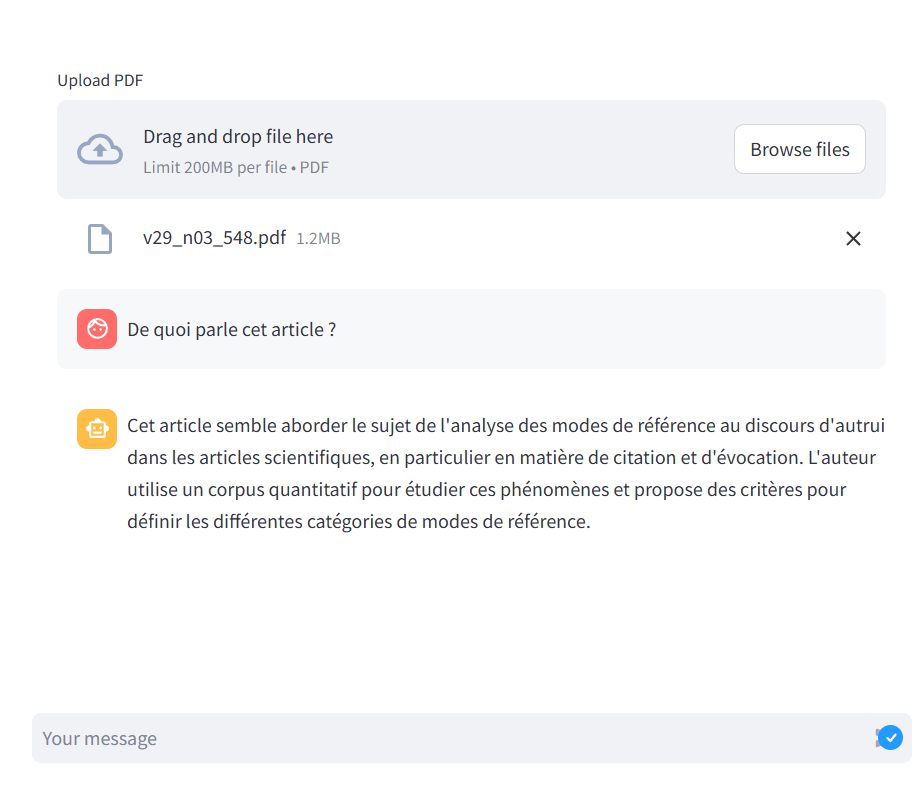 Upload PDF
Drag and drop file here
Limit 200MB per file • PDF
Browse files
v29_n03_548.pdf 1.2MB
De quoi parle cet article ?
Cet article semble aborder le sujet de l'analyse des modes de référence au discours d'autrui
dans les articles scientifiques, en particulier en matière de citation et d'évocation. L'auteur
utilise un corpus quantitatif pour étudier ces phénomènes et propose des critères pour
définir les différentes catégories de modes de référence.
Your message